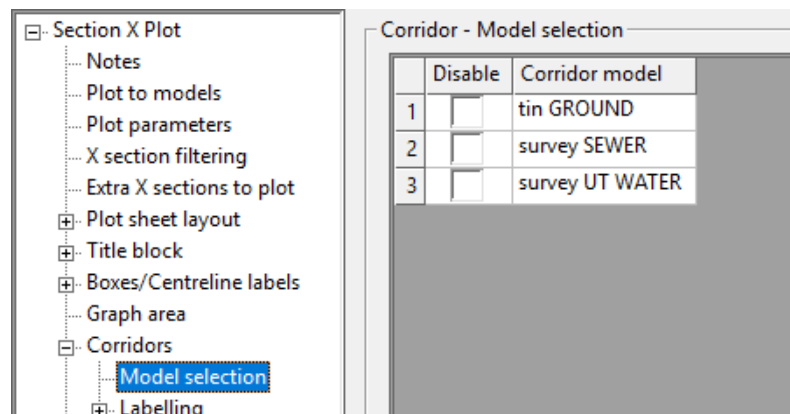 Section X Plot
Notes
Plot to models
Plot parameters
X section filtering
Extra X sections to plot
Plot sheet layout
Title block
Boxes/Centreline labels
Graph area
Corridors
Model selection
Labelling
Corridor - Model selection
Disable Corridor model
1 tin GROUND
2 survey SEWER
3 survey UT WATER